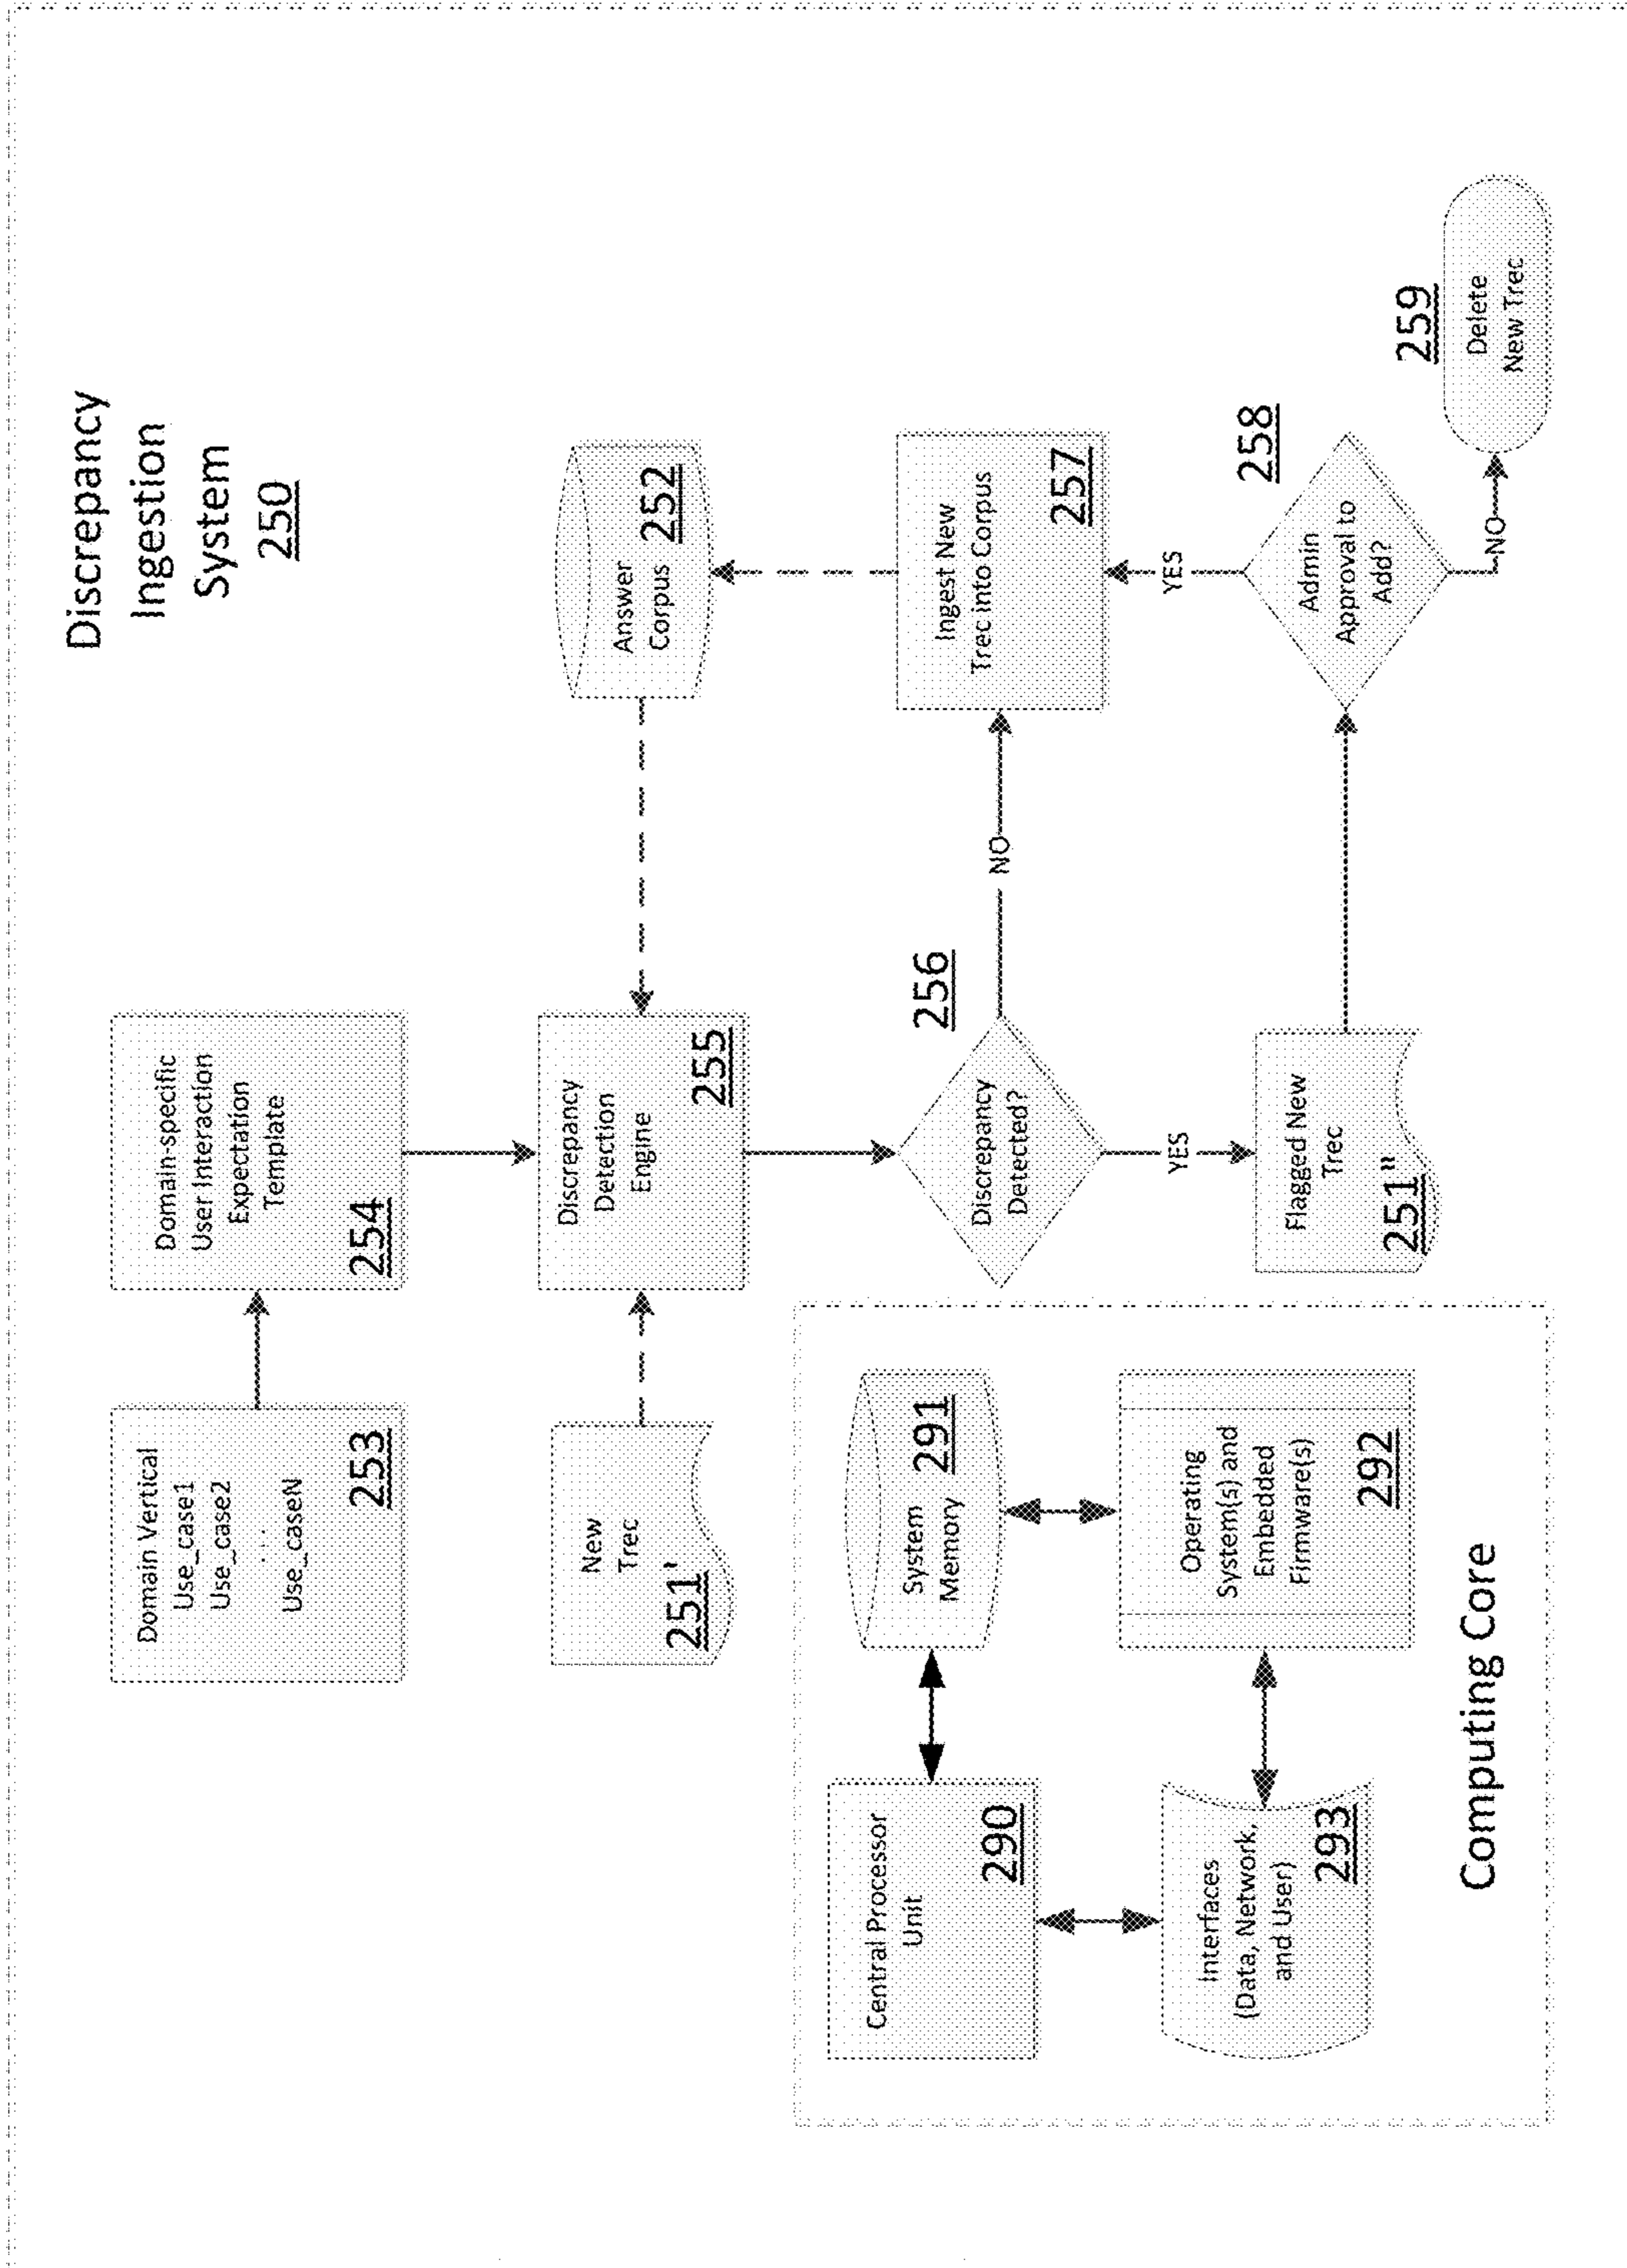 Discrepancy
Ingestion
System
250
Domain Vertical
Use_case1
Use_case2
. . .
Use_caseN
253
Domain-specific
User Interaction
Expectation
Template
254
New
Trec
251'
Discrepancy
Detection
Engine
255
Answer
Corpus
252
Discrepancy
Detected?
256
NO
YES
Ingest New
Trec into Corpus
257
Flagged New
Trec
251"
Admin
Approval to
Add?
258
YES
NO
Delete
New Trec
259
Central Processor
Unit
290
System
Memory
291
Interfaces
(Data, Network,
and User)
293
Operating
System(s) and
Embedded
Firmware(s)
292
Computing Core